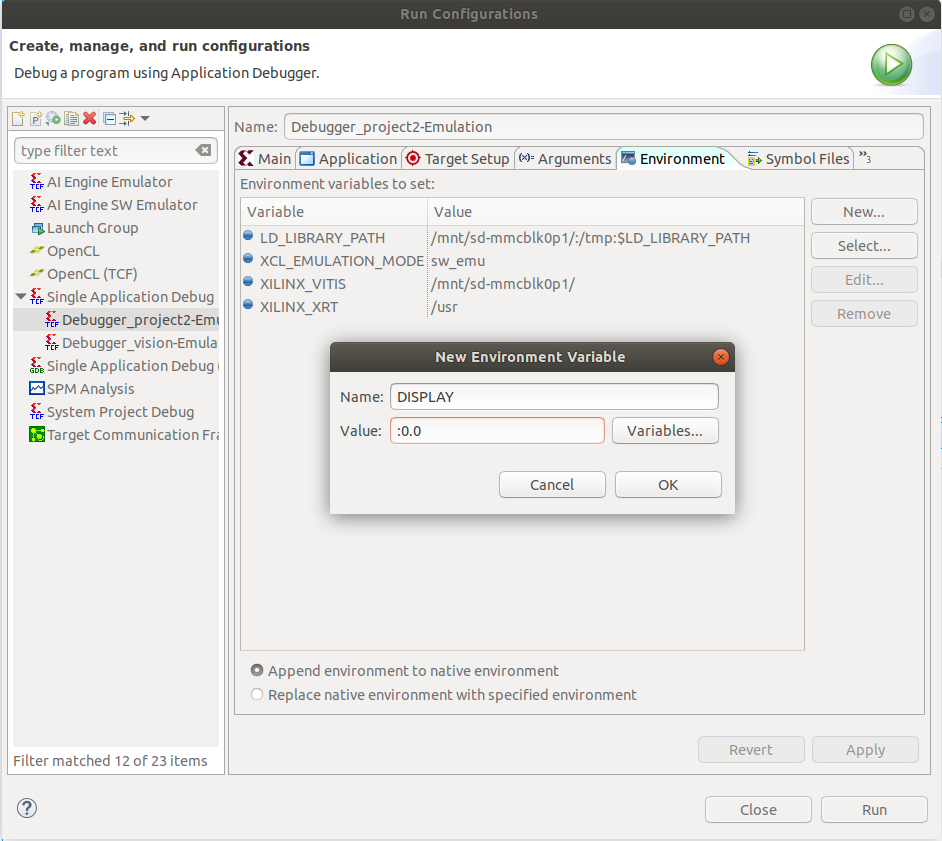 Run Configurations
Create, manage, and run configurations
Debug a program using Application Debugger.
type filter text
AI Engine Emulator
AI Engine SW Emulator
Launch Group
OpenCL
OpenCL (TCF)
Single Application Debug
Debugger_project2-Emu
Debugger_vision-Emula
Single Application Debug (
SPM Analysis
System Project Debug
Target Communication Fra
Filter matched 12 of 23 items
Name: Debugger_project2-Emulation
Main Application Target Setup (x)= Arguments Environment Symbol Files »3
Environment variables to set:
Variable Value
LD_LIBRARY_PATH /mnt/sd-mmcblk0p1/:/tmp:$LD_LIBRARY_PATH
XCL_EMULATION_MODE sw_emu
XILINX_VITIS /mnt/sd-mmcblk0p1/
XILINX_XRT /usr
New...
Select...
Edit...
Remove
New Environment Variable
Name: DISPLAY
Value: :0.0 Variables...
Cancel OK
Append environment to native environment
Replace native environment with specified environment
Revert Apply
? Close Run